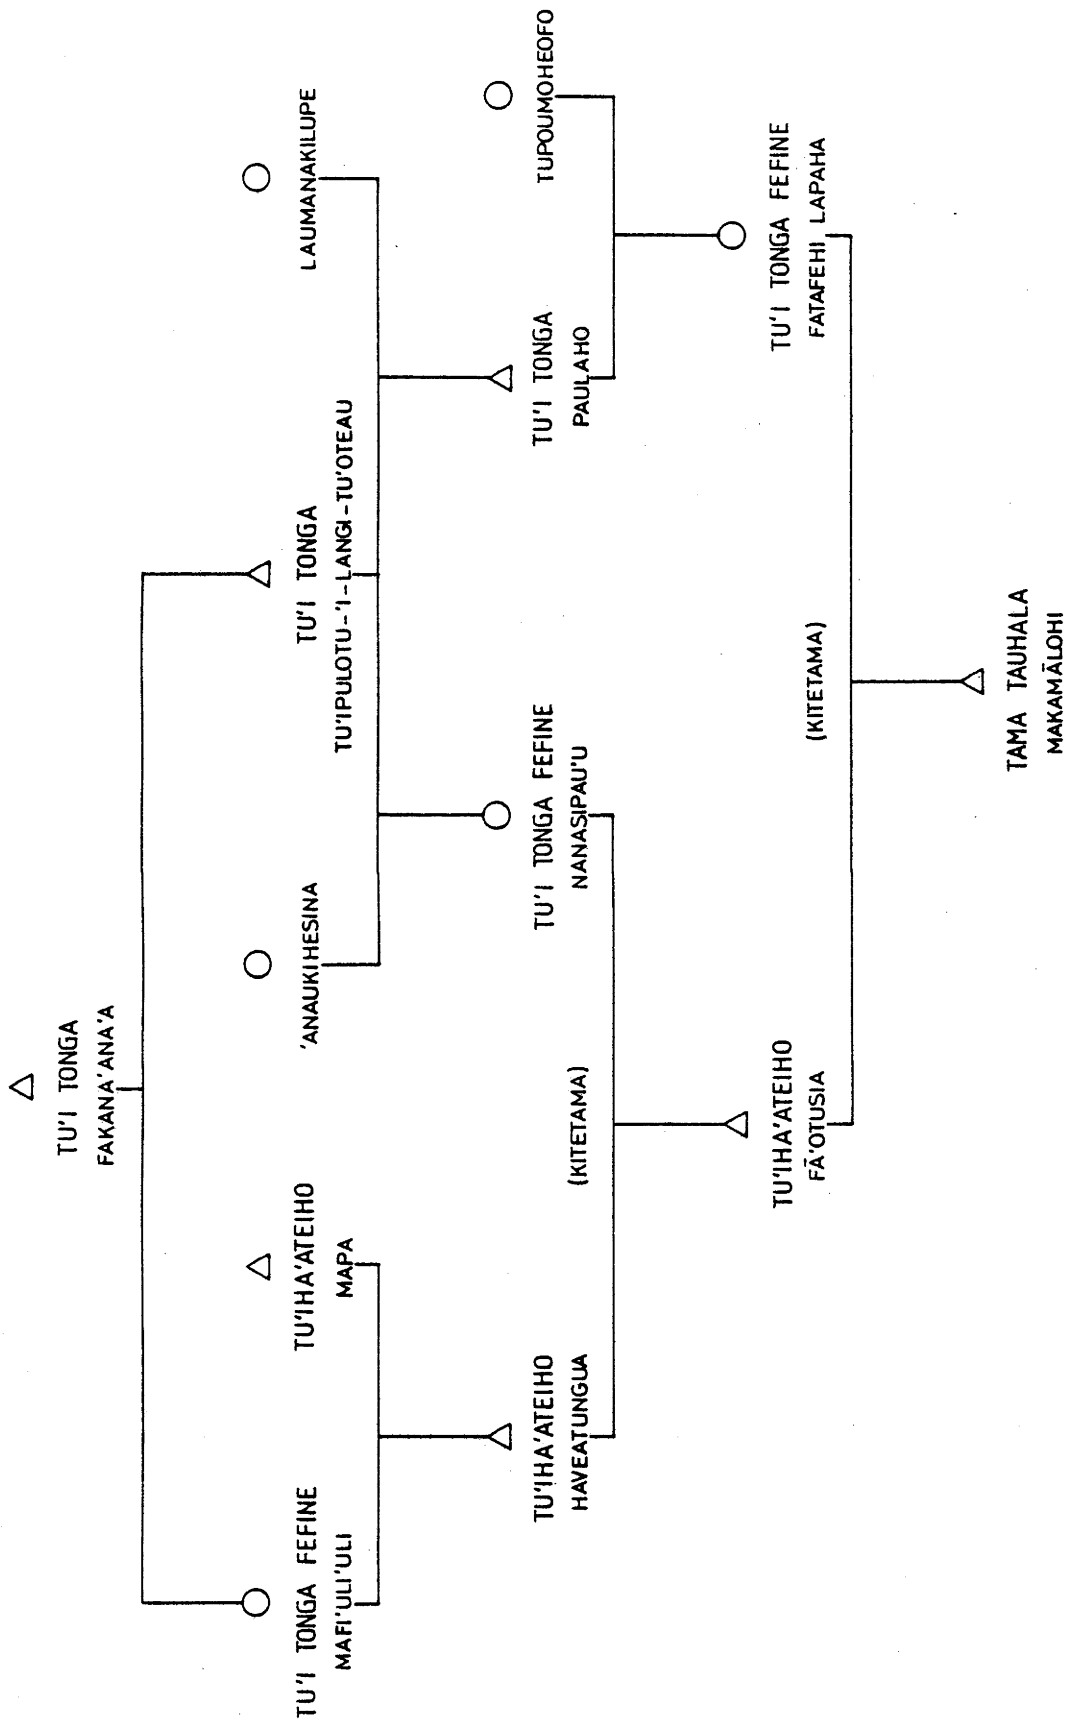 TU'I TONGA
FAKANA'ANA'A
TU'I TONGA FEFINE
MAFI'ULI'ULI
TU'IHA'ATEIHO
MAPA
'ANAUKIHESINA
TU'I TONGA
TU'IPULOTU-'I-LANGI-TU'OTEAU
LAUMANAKILUPE
TU'IHA'ATEIHO
HAVEATUNGUA
(KITETAMA)
TU'I TONGA FEFINE
NANASIPAU'U
TU'I TONGA
PAULAHO
TUPOUMOHEOFO
TU'IHA'ATEIHO
FĀ'OTUSIA
(KITETAMA)
TU'I TONGA FEFINE
FATAFEHI LAPAHA
TAMA TAUHALA
MAKAMĀLOHI